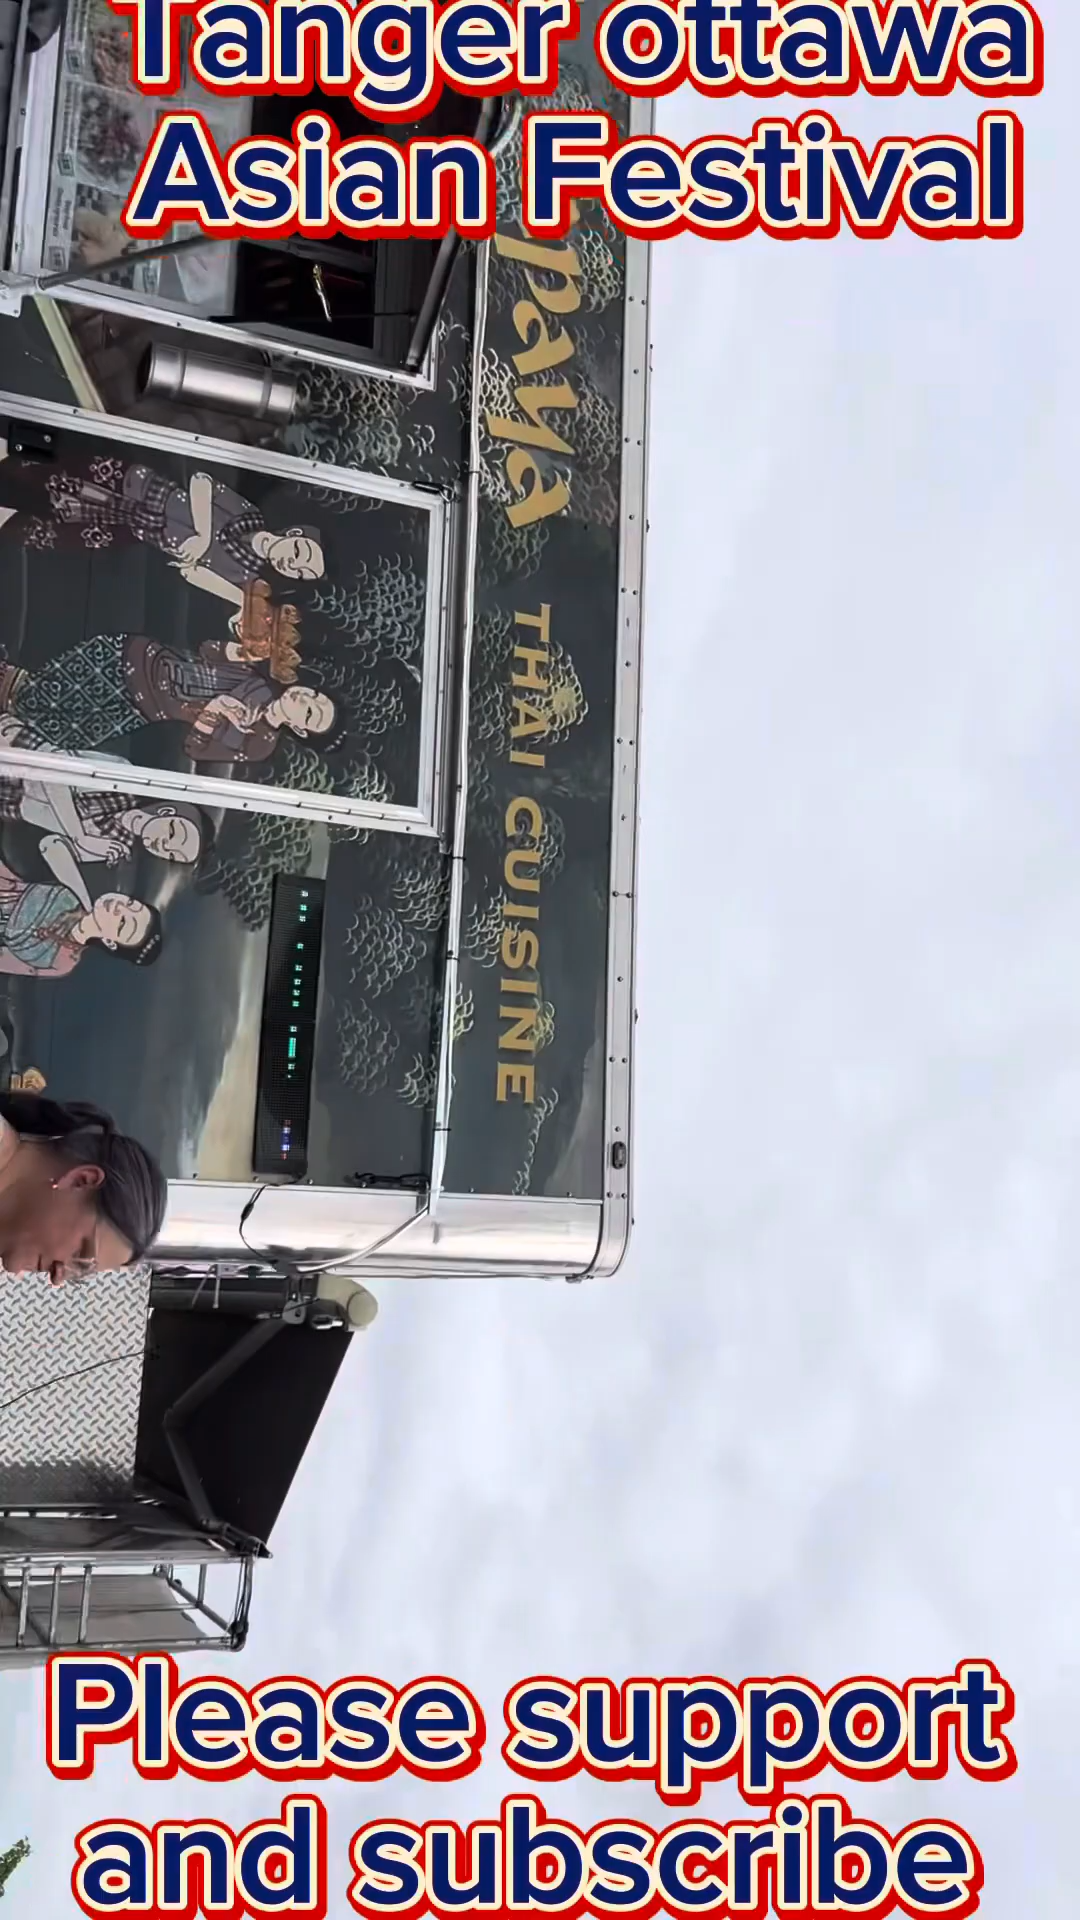 Tanger ottawa
Asian Festival
THAI CUISINE
Please support
and subscribe